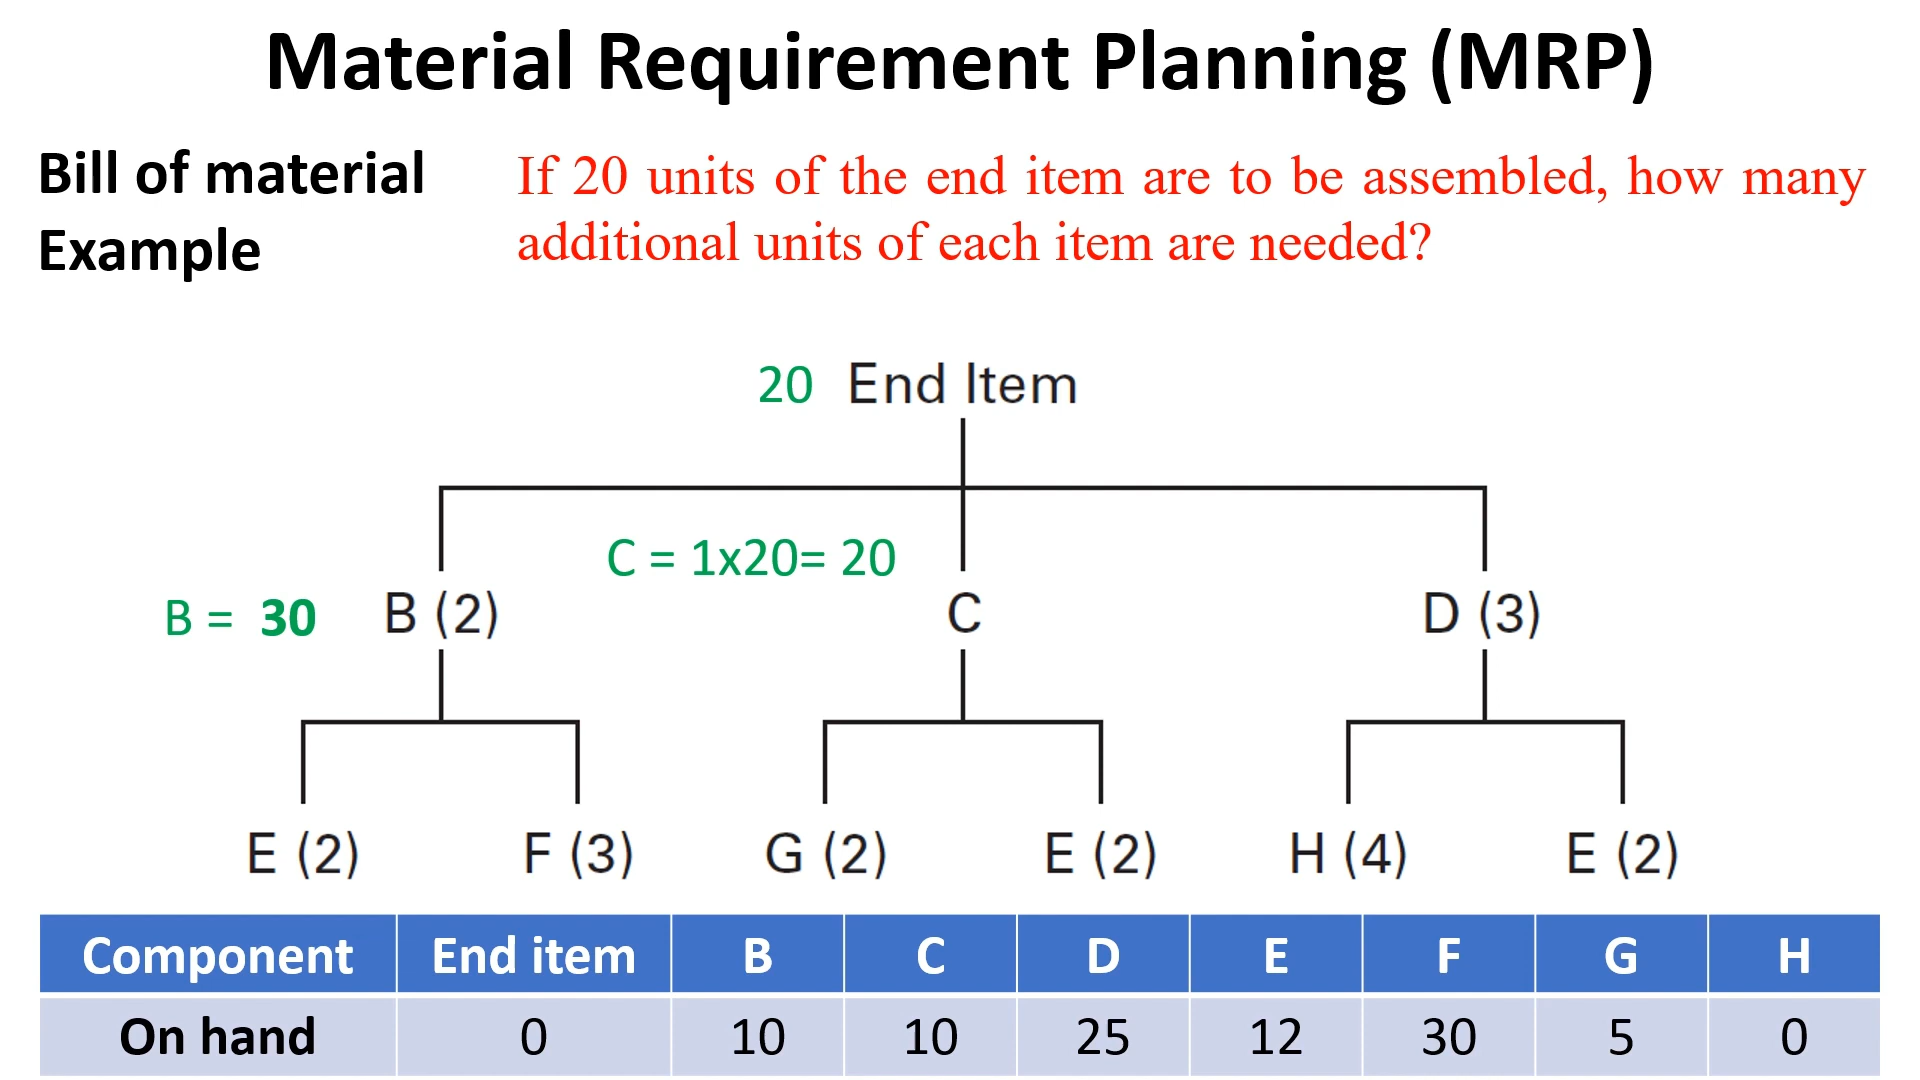 Material Requirement Planning (MRP)
Bill of material
Example
If 20 units of the end item are to be assembled, how many
additional units of each item are needed?
20 End Item
C = 1x20= 20
B = 30 B (2) C D (3)
E (2) F (3) G (2) E (2) H (4) E (2)
Component End item B C D E F G H
On hand 0 10 10 25 12 30 5 0